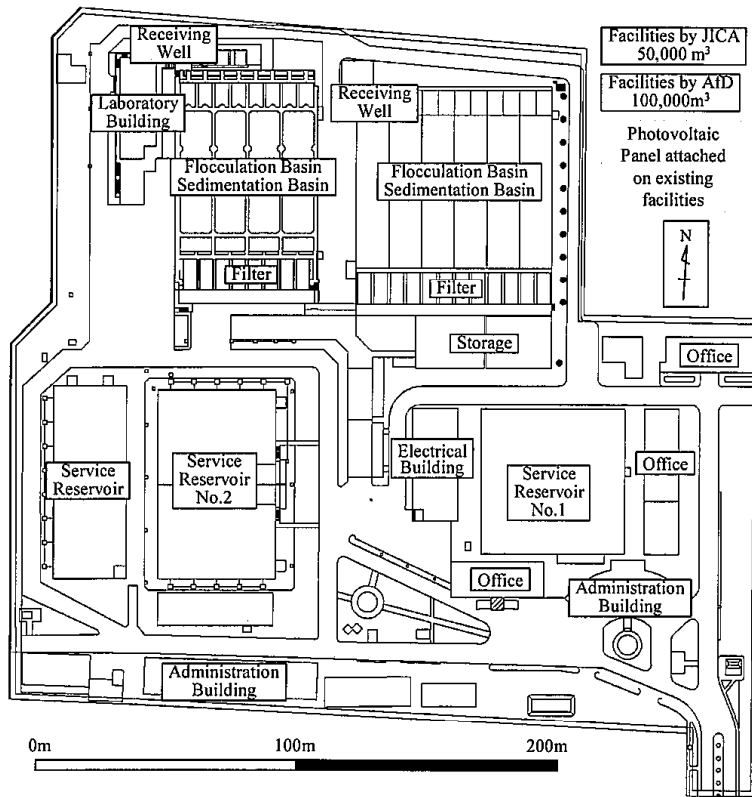 Receiving
Well
Laboratory
Building
Receiving
Well
Facilities by JICA
50,000 m³
Facilities by AfD
100,000m³
Photovoltaic
Panel attached
on existing
facilities
N
Flocculation Basin
Sedimentation Basin
Flocculation Basin
Sedimentation Basin
Filter
Filter
Storage
Office
Service
Reservoir
Service
Reservoir
No.2
Electrical
Building
Service
Reservoir
No.1
Office
Office
Administration
Building
Administration
Building
0m
100m
200m